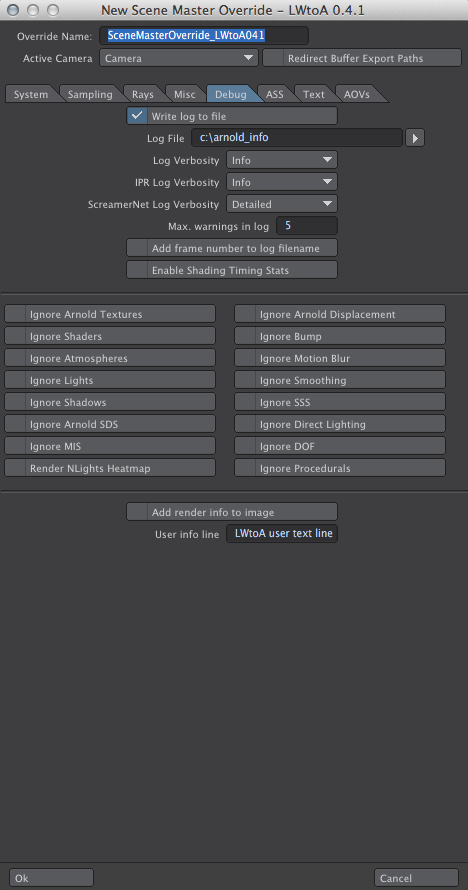 New Scene Master Override - LWtoA 0.4.1
Override Name: SceneMasterOverride_LWtoA041
Active Camera Camera Redirect Buffer Export Paths
System Sampling Rays Misc Debug ASS Text AOVs
Write log to file
Log File c:\arnold_info
Log Verbosity Info
IPR Log Verbosity Info
ScreamerNet Log Verbosity Detailed
Max. warnings in log 5
Add frame number to log filename
Enable Shading Timing Stats
Ignore Arnold Textures Ignore Arnold Displacement
Ignore Shaders Ignore Bump
Ignore Atmospheres Ignore Motion Blur
Ignore Lights Ignore Smoothing
Ignore Shadows Ignore SSS
Ignore Arnold SDS Ignore Direct Lighting
Ignore MIS Ignore DOF
Render NLights Heatmap Ignore Procedurals
Add render info to image
User info line LWtoA user text line
Ok Cancel